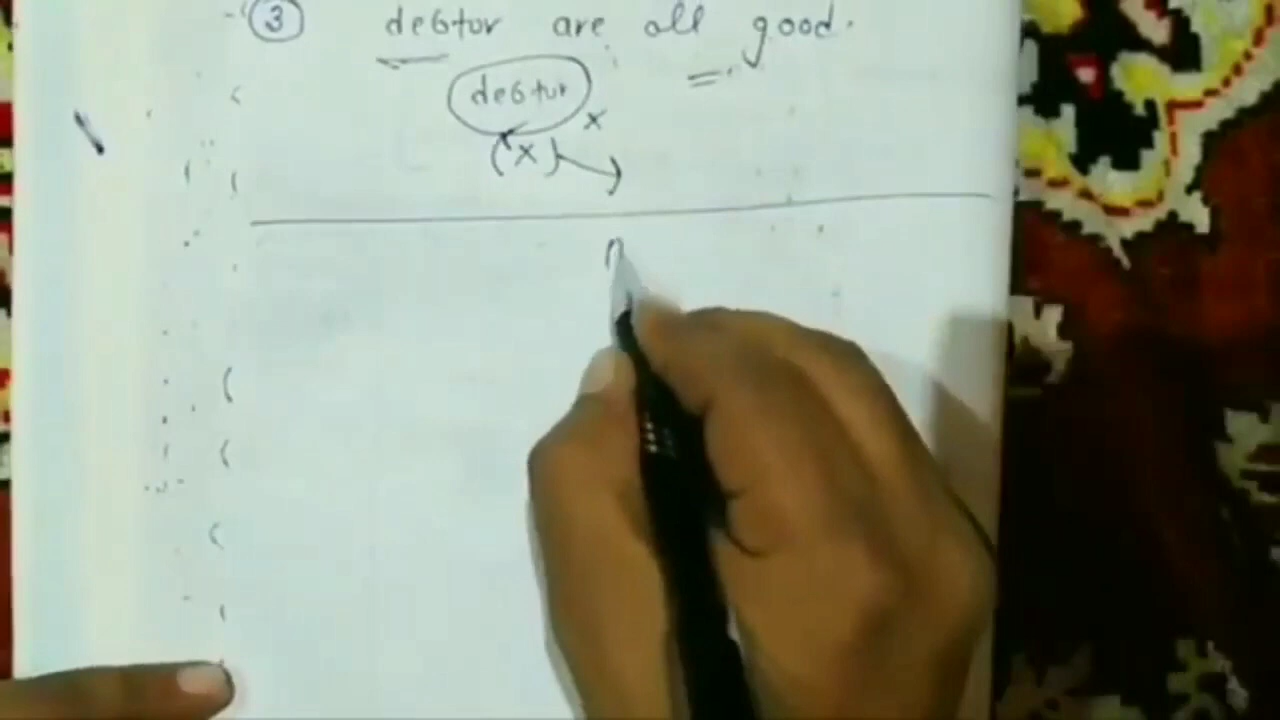 ③ debtor are all good.
debtor
x
(x)